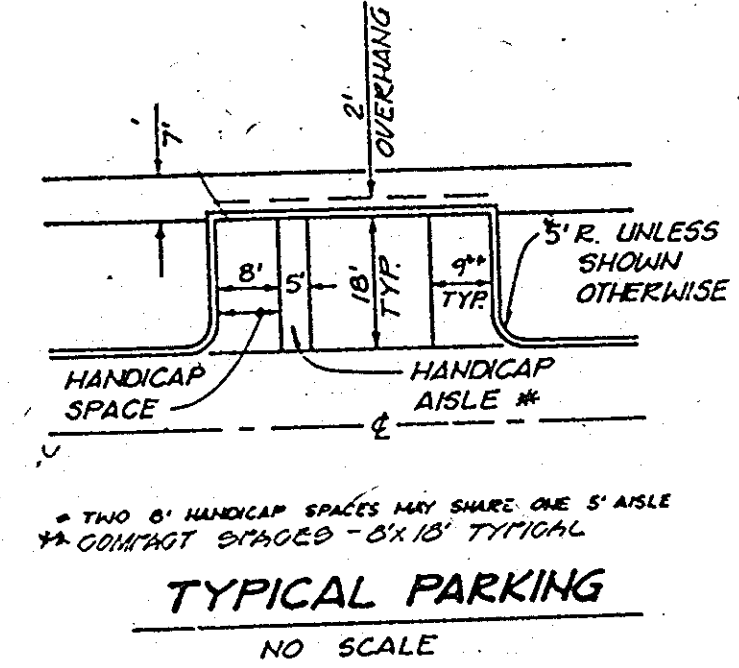 2'
OVERHANG
7'
8'
5'
18'
TYP.
9**
TYP.
5' R. UNLESS
SHOWN
OTHERWISE
HANDICAP
SPACE
HANDICAP
AISLE *
℄
* TWO 8' HANDICAP SPACES MAY SHARE ONE 5' AISLE
** COMPACT SPACES - 8'X 18' TYPICAL
TYPICAL PARKING
NO SCALE